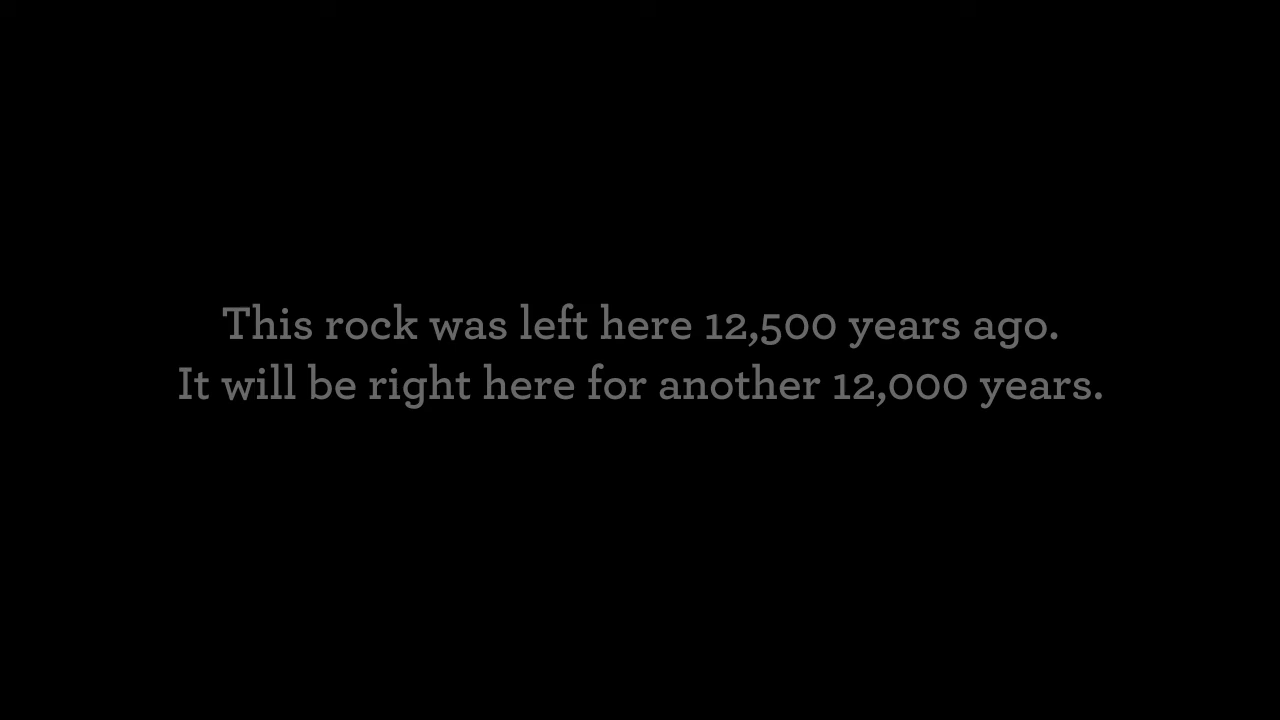 This rock was left here 12,500 years ago.
It will be right here for another 12,000 years.